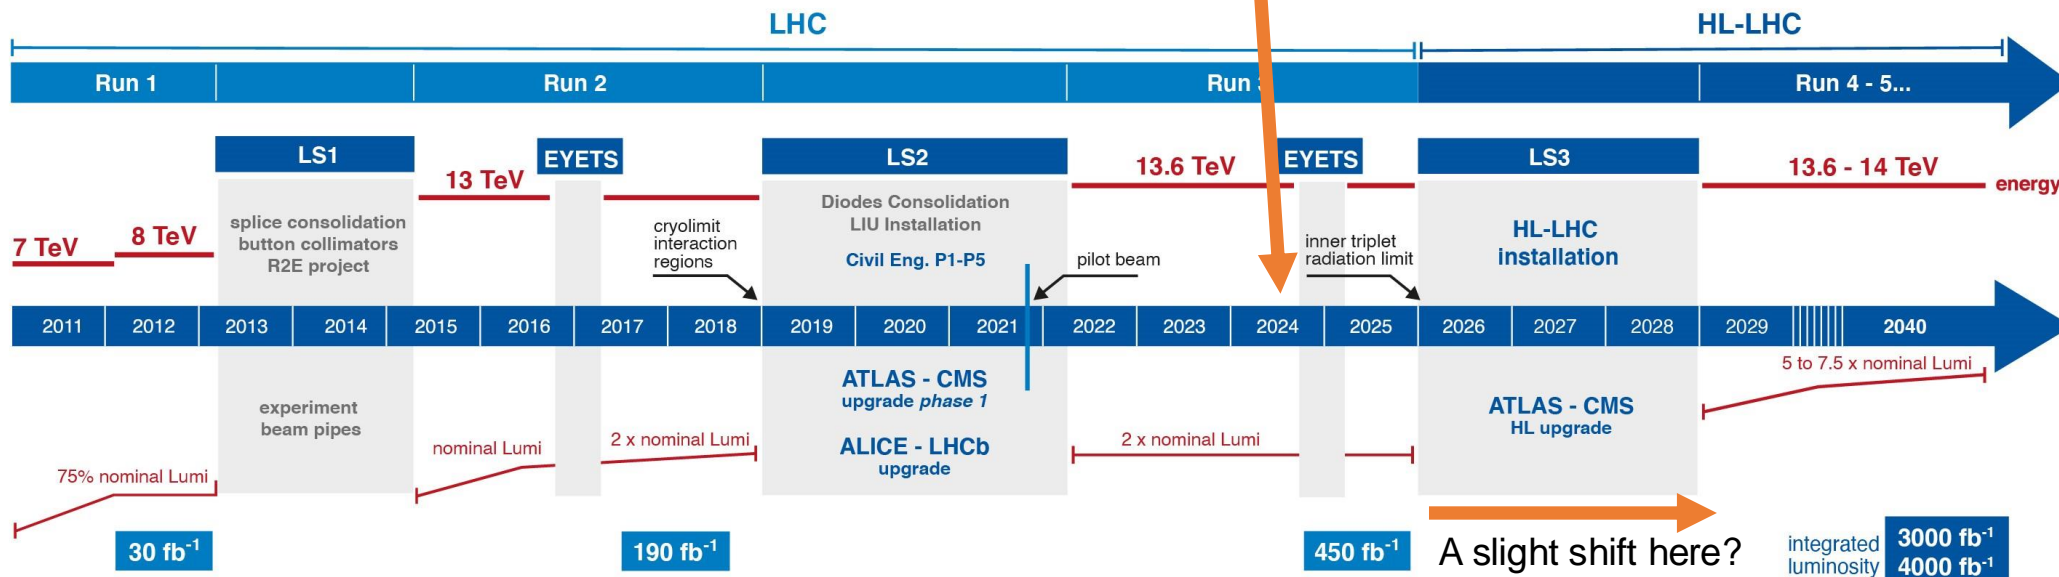 LHC
HL-LHC
Run 1
Run 2
Run 3
Run 4 - 5...
LS1
EYETS
LS2
EYETS
LS3
13 TeV
13.6 TeV
13.6 - 14 TeV
energy
7 TeV
8 TeV
splice consolidation
button collimators
R2E project
cryolimit
interaction
regions
Diodes Consolidation
LIU Installation
Civil Eng. P1-P5
pilot beam
inner triplet
radiation limit
HL-LHC
installation
2011
2012
2013
2014
2015
2016
2017
2018
2019
2020
2021
2022
2023
2024
2025
2026
2027
2028
2029
2040
experiment
beam pipes
ATLAS - CMS
upgrade phase 1
ALICE - LHCb
upgrade
ATLAS - CMS
HL upgrade
5 to 7.5 x nominal Lumi
75% nominal Lumi
nominal Lumi
2 x nominal Lumi
2 x nominal Lumi
30 fb⁻¹
190 fb⁻¹
450 fb⁻¹
A slight shift here?
integrated
luminosity
3000 fb⁻¹
4000 fb⁻¹